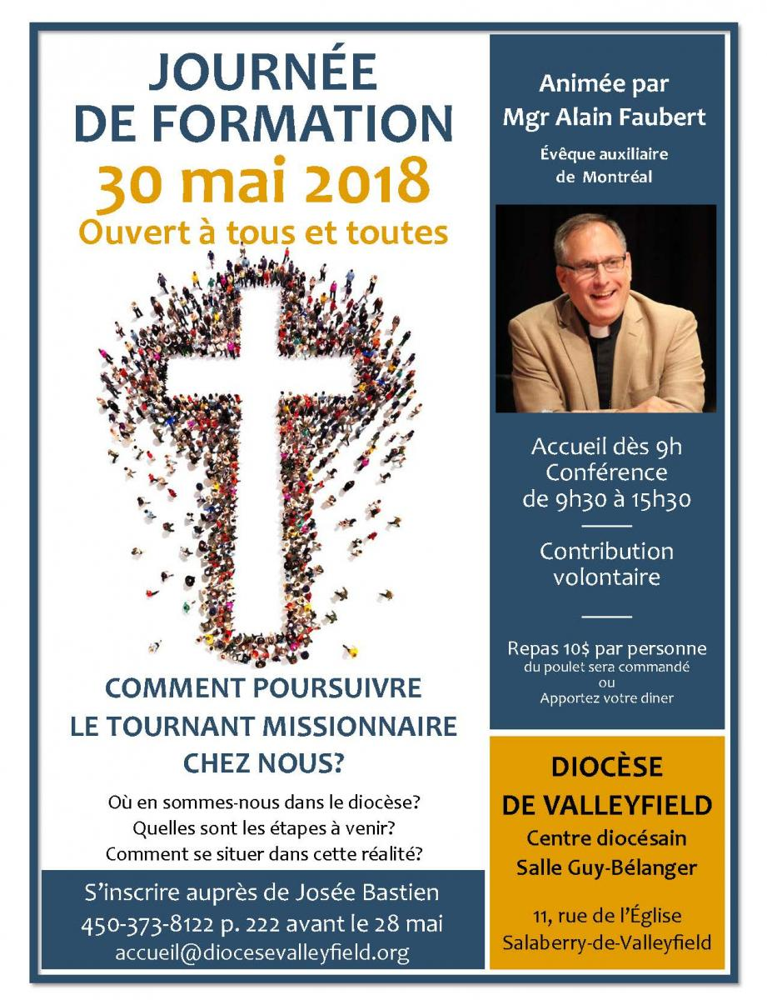 JOURNÉE
DE FORMATION
30 mai 2018
Ouvert à tous et toutes
COMMENT POURSUIVRE
LE TOURNANT MISSIONNAIRE
CHEZ NOUS?
Où en sommes-nous dans le diocèse?
Quelles sont les étapes à venir?
Comment se situer dans cette réalité?
S'inscrire auprès de Josée Bastien
450-373-8122 p. 222 avant le 28 mai
accueil@diocesevalleyfield.org
Animée par
Mgr Alain Faubert
Évêque auxiliaire
de Montréal
Accueil dès 9h
Conférence
de 9h30 à 15h30
Contribution
volontaire
Repas 10$ par personne
du poulet sera commandé
ou
Apportez votre diner
DIOCÈSE
DE VALLEYFIELD
Centre diocésain
Salle Guy-Bélanger
11, rue de l'Église
Salaberry-de-Valleyfield